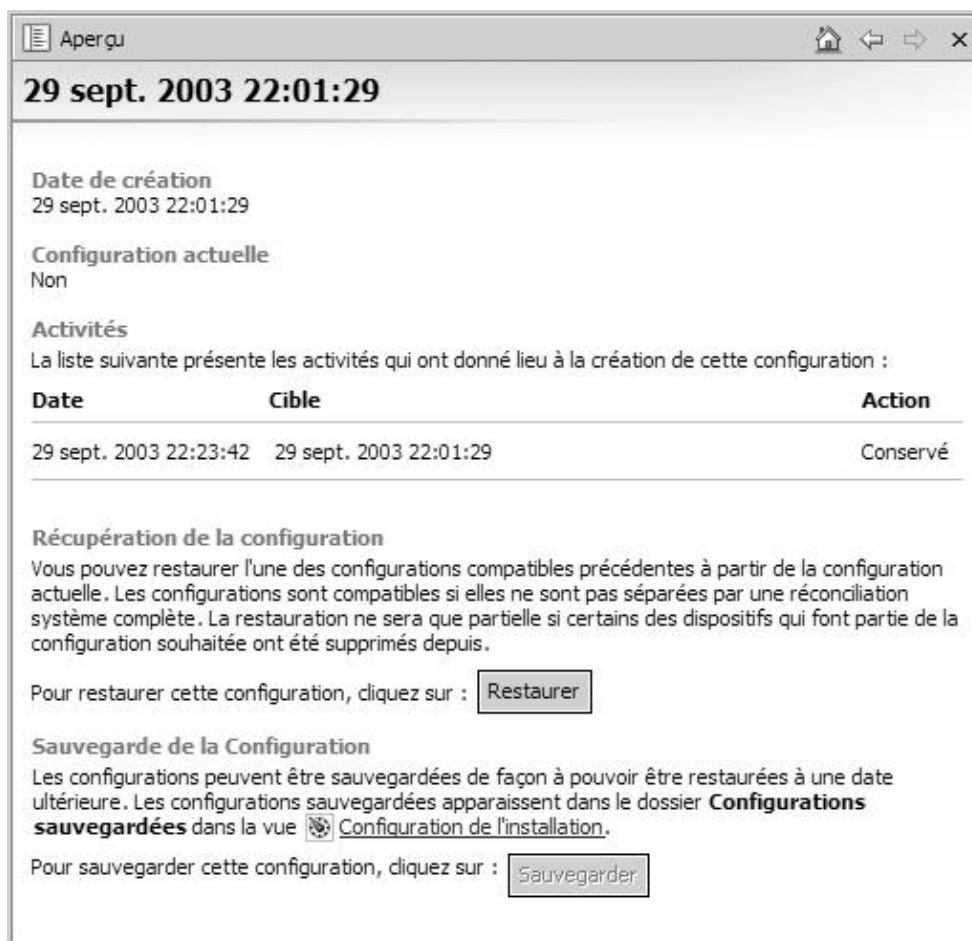 Aperçu
29 sept. 2003 22:01:29
Date de création
29 sept. 2003 22:01:29
Configuration actuelle
Non
Activités
La liste suivante présente les activités qui ont donné lieu à la création de cette configuration :
Date Cible Action
29 sept. 2003 22:23:42 29 sept. 2003 22:01:29 Conservé
Récupération de la configuration
Vous pouvez restaurer l'une des configurations compatibles précédentes à partir de la configuration
actuelle. Les configurations sont compatibles si elles ne sont pas séparées par une réconciliation
système complète. La restauration ne sera que partielle si certains des dispositifs qui font partie de la
configuration souhaitée ont été supprimés depuis.
Pour restaurer cette configuration, cliquez sur : Restaurer
Sauvegarde de la Configuration
Les configurations peuvent être sauvegardées de façon à pouvoir être restaurées à une date
ultérieure. Les configurations sauvegardées apparaissent dans le dossier Configurations
sauvegardées dans la vue Configuration de l'installation.
Pour sauvegarder cette configuration, cliquez sur : Sauvegarder